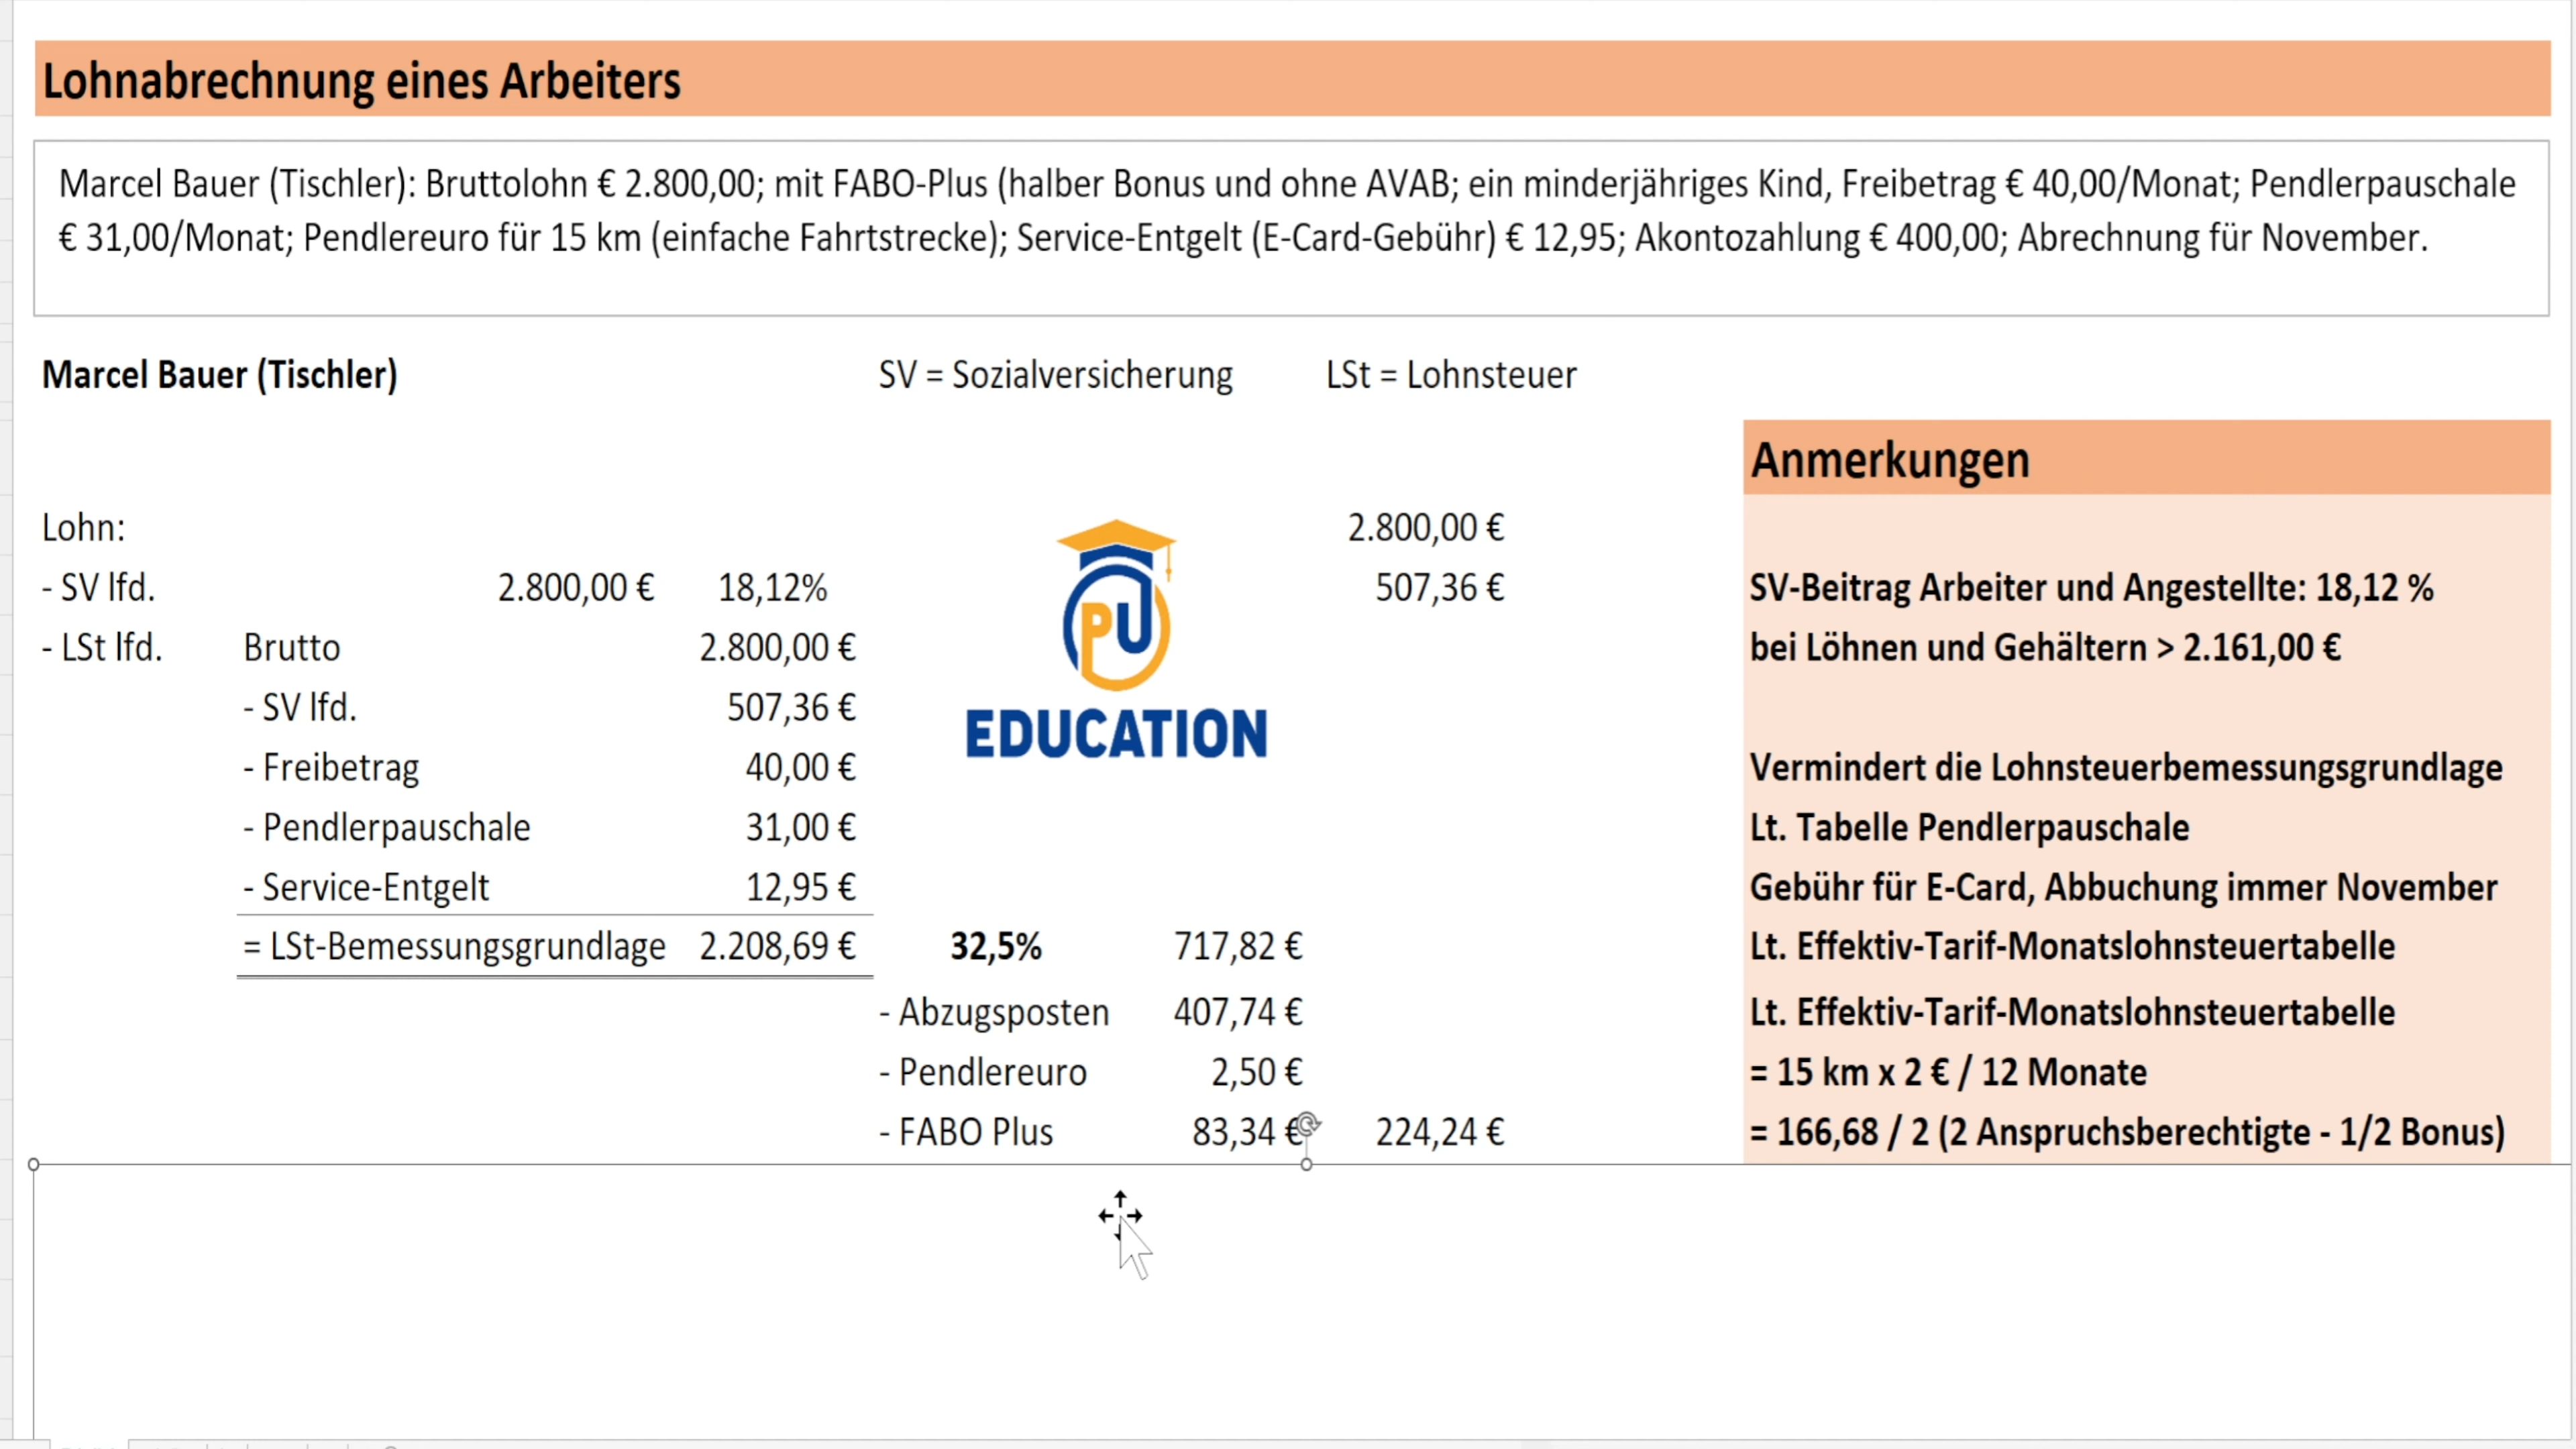 Lohnabrechnung eines Arbeiters
Marcel Bauer (Tischler): Bruttolohn € 2.800,00; mit FABO-Plus (halber Bonus und ohne AVAB; ein minderjähriges Kind, Freibetrag € 40,00/Monat; Pendlerpauschale
€ 31,00/Monat; Pendlereuro für 15 km (einfache Fahrtstrecke); Service-Entgelt (E-Card-Gebühr) € 12,95; Akontozahlung € 400,00; Abrechnung für November.
Marcel Bauer (Tischler) SV = Sozialversicherung LSt = Lohnsteuer
Anmerkungen
Lohn: 2.800,00 €
- SV lfd. 2.800,00 € 18,12% 507,36 € SV-Beitrag Arbeiter und Angestellte: 18,12 %
- LSt lfd. Brutto 2.800,00 € bei Löhnen und Gehältern > 2.161,00 €
PU
- SV lfd. 507,36 €
EDUCATION
- Freibetrag 40,00 € Vermindert die Lohnsteuerbemessungsgrundlage
- Pendlerpauschale 31,00 € Lt. Tabelle Pendlerpauschale
- Service-Entgelt 12,95 € Gebühr für E-Card, Abbuchung immer November
= LSt-Bemessungsgrundlage 2.208,69 € 32,5% 717,82 € Lt. Effektiv-Tarif-Monatslohnsteuertabelle
- Abzugsposten 407,74 € Lt. Effektiv-Tarif-Monatslohnsteuertabelle
- Pendlereuro 2,50 € = 15 km x 2 € / 12 Monate
- FABO Plus 83,34 € 224,24 € = 166,68 / 2 (2 Anspruchsberechtigte - 1/2 Bonus)